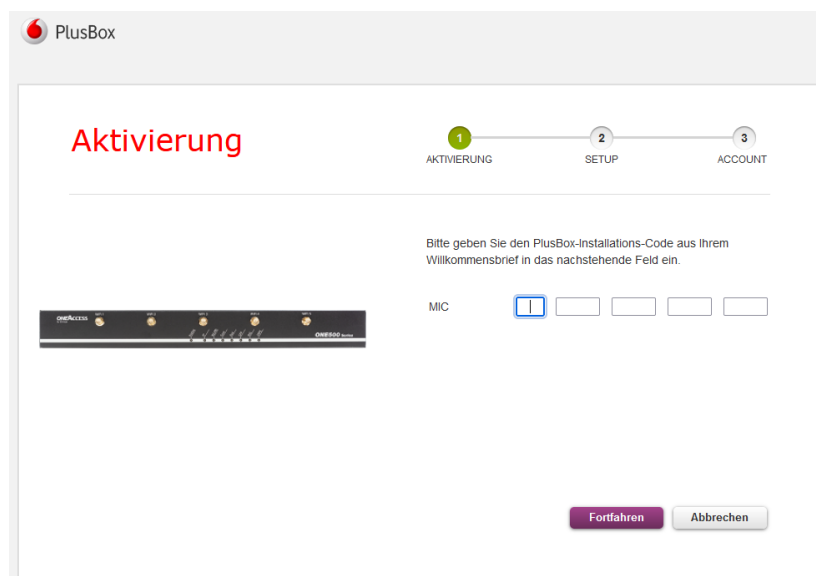 PlusBox
Aktivierung
1
2
3
AKTIVIERUNG
SETUP
ACCOUNT
Bitte geben Sie den PlusBox-Installations-Code aus Ihrem
Willkommensbrief in das nachstehende Feld ein.
MIC
ONEACCESS
ONE500 Series
Fortfahren
Abbrechen